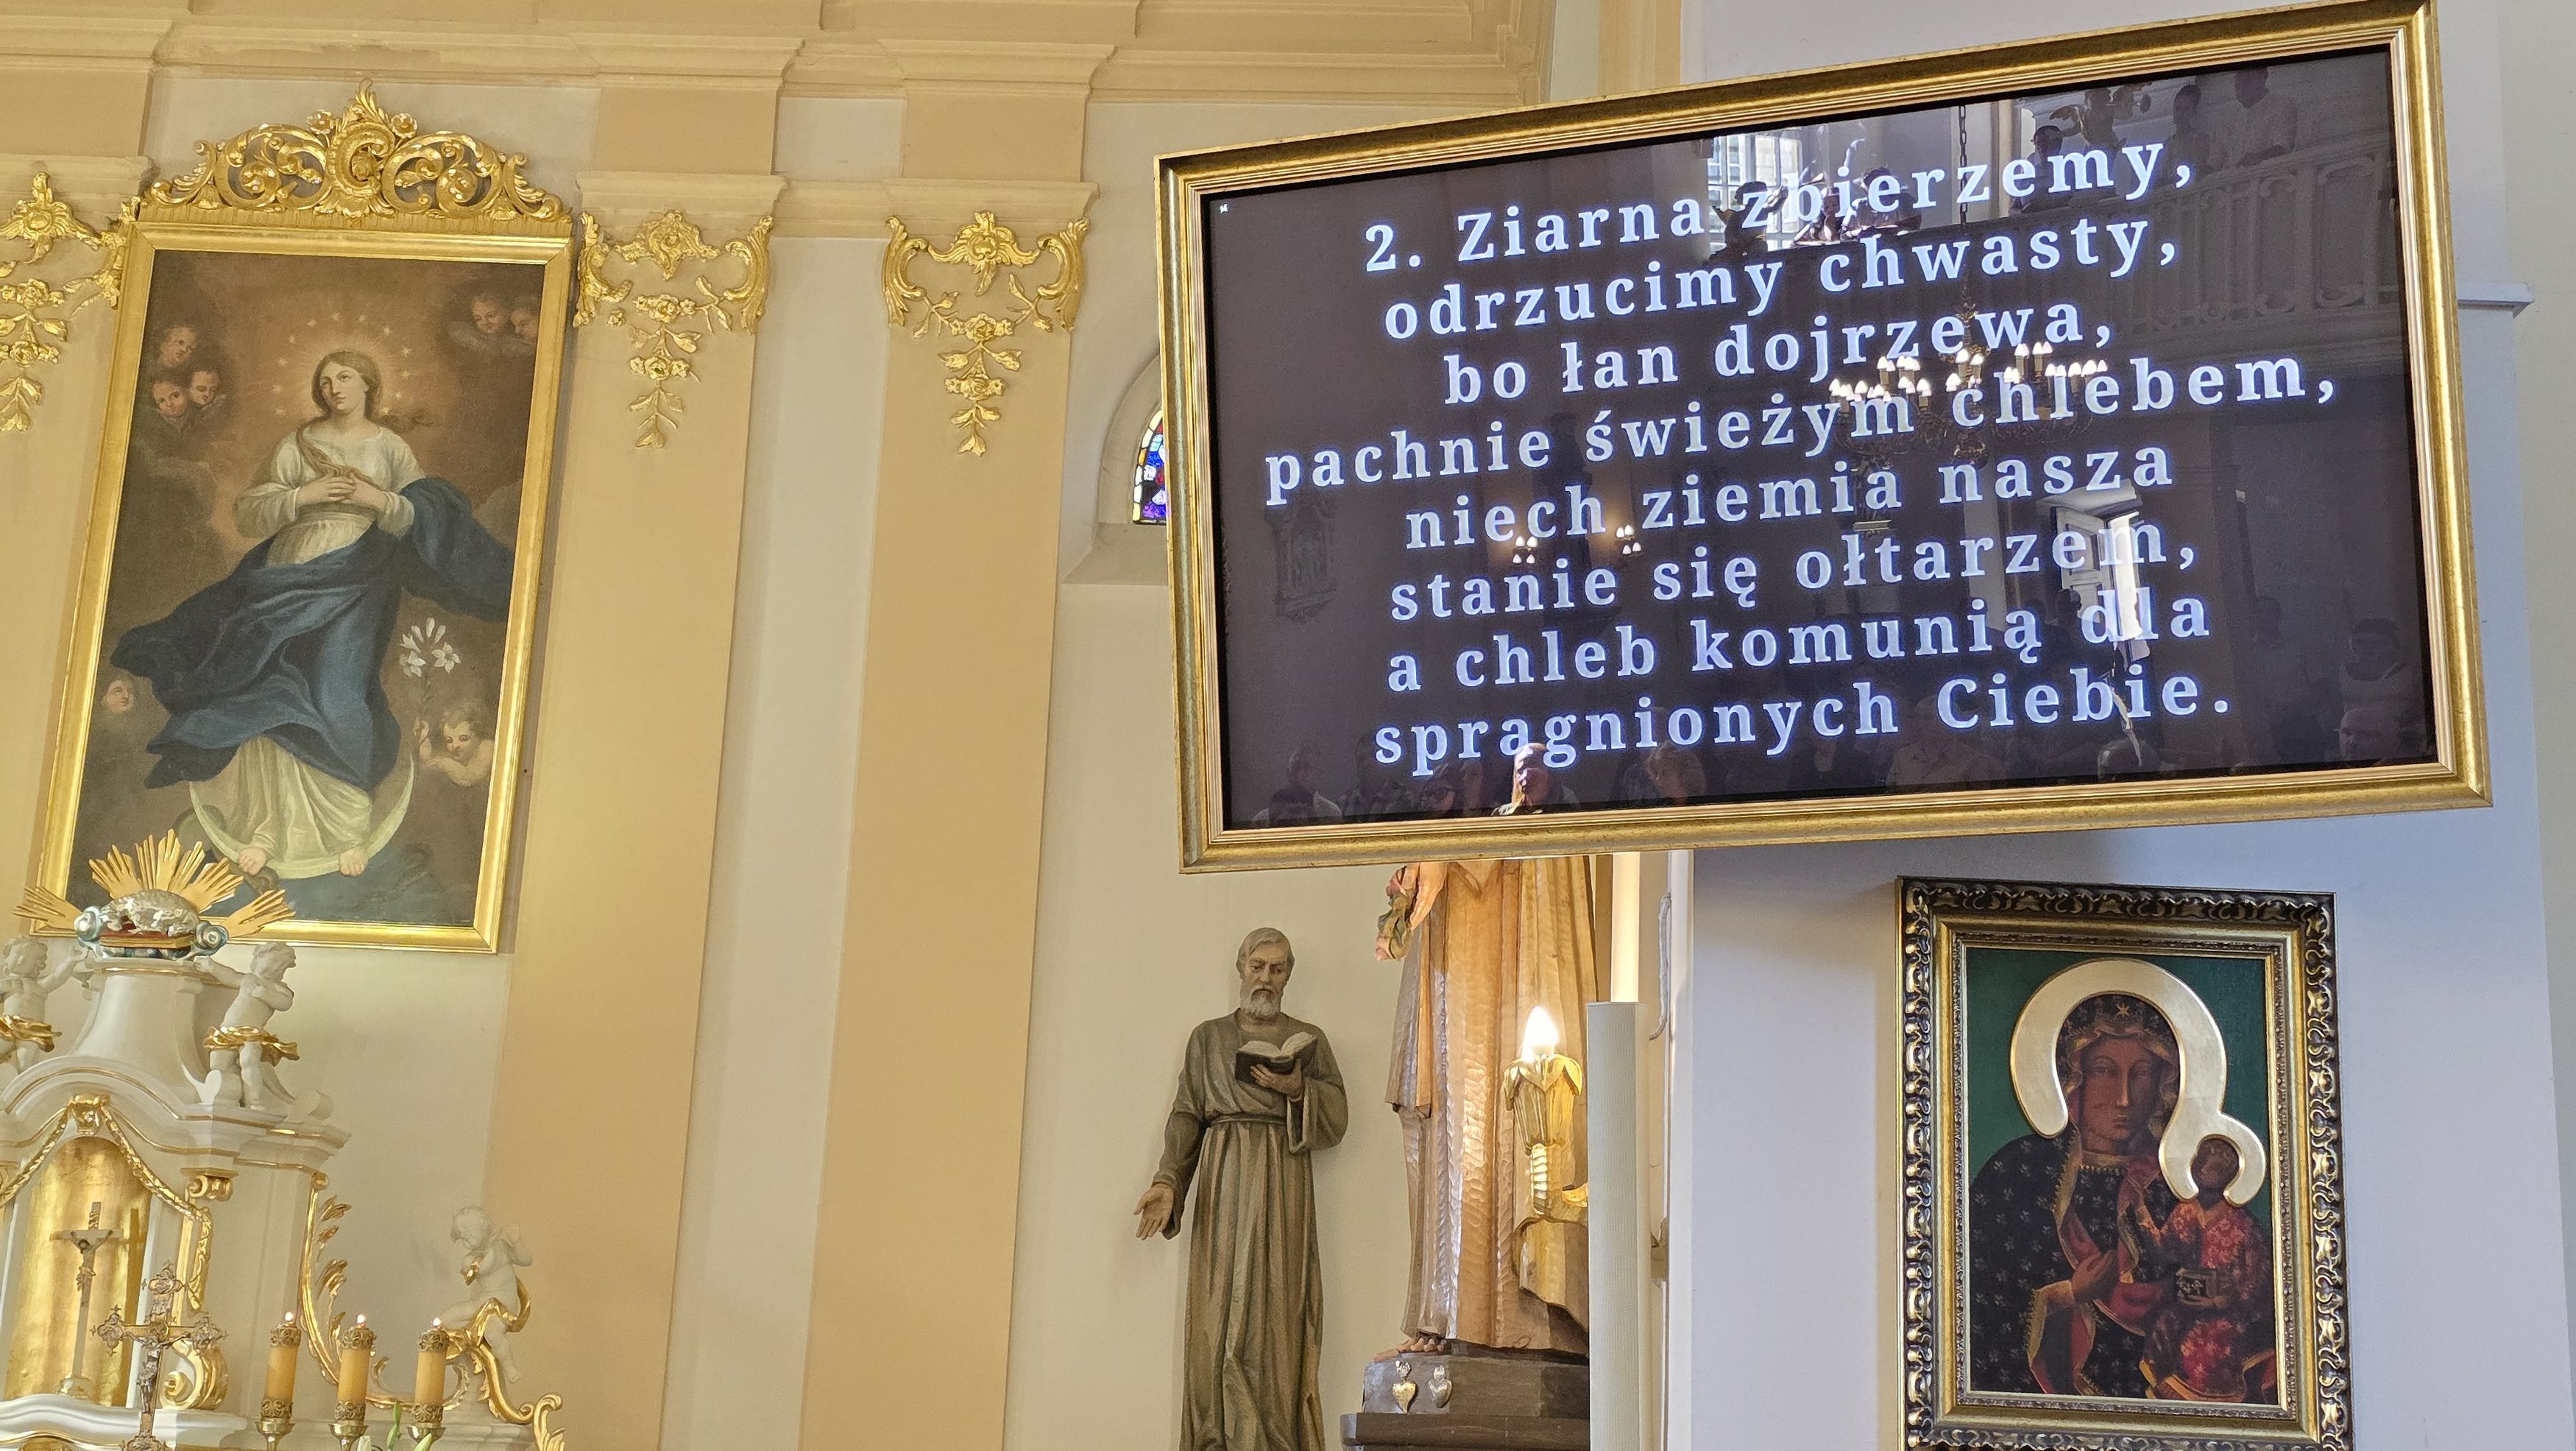 2. Ziarna zbierzemy,
odrzucimy chwasty,
bo łan dojrzewa,
pachnie świeżym chlebem,
niech ziemia nasza
stanie się ołtarzem,
a chleb komunią dla
spragnionych Ciebie.